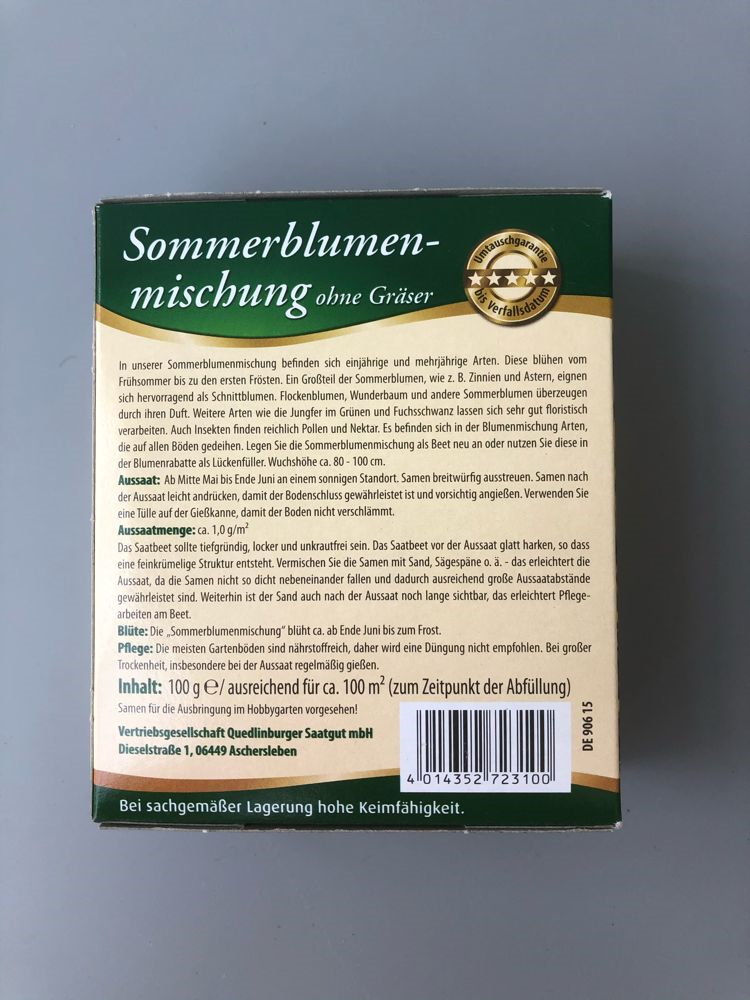 Sommerblumen-
mischung ohne Gräser
Umtauschgarantie
bis Verfallsdatum
In unserer Sommerblumenmischung befinden sich einjährige und mehrjährige Arten. Diese blühen vom
Frühsommer bis zu den ersten Frösten. Ein Großteil der Sommerblumen, wie z. B. Zinnien und Astern, eignen
sich hervorragend als Schnittblumen. Flockenblumen, Wunderbaum und andere Sommerblumen überzeugen
durch ihren Duft. Weitere Arten wie die Jungfer im Grünen und Fuchsschwanz lassen sich sehr gut floristisch
verarbeiten. Auch Insekten finden reichlich Pollen und Nektar. Es befinden sich in der Blumenmischung Arten,
die auf allen Böden gedeihen. Legen Sie die Sommerblumenmischung als Beet neu an oder nutzen Sie diese in
der Blumenrabatte als Lückenfüller. Wuchshöhe ca. 80 - 100 cm.
Aussaat: Ab Mitte Mai bis Ende Juni an einem sonnigen Standort. Samen breitwürfig ausstreuen. Samen nach
der Aussaat leicht andrücken, damit der Bodenschluss gewährleistet ist und vorsichtig angießen. Verwenden Sie
eine Tülle auf der Gießkanne, damit der Boden nicht verschlämmt.
Aussaatmenge: ca. 1,0 g/m²
Das Saatbeet sollte tiefgründig, locker und unkrautfrei sein. Das Saatbeet vor der Aussaat glatt harken, so dass
eine feinkrümelige Struktur entsteht. Vermischen Sie die Samen mit Sand, Sägespäne o. ä. - das erleichtert die
Aussaat, da die Samen nicht so dicht nebeneinander fallen und dadurch ausreichend große Aussaatabstände
gewährleistet sind. Weiterhin ist der Sand auch nach der Aussaat noch lange sichtbar, das erleichtert Pflege-
arbeiten am Beet.
Blüte: Die „Sommerblumenmischung" blüht ca. ab Ende Juni bis zum Frost.
Pflege: Die meisten Gartenböden sind nährstoffreich, daher wird eine Düngung nicht empfohlen. Bei großer
Trockenheit, insbesondere bei der Aussaat regelmäßig gießen.
Inhalt: 100 g ℮/ ausreichend für ca. 100 m² (zum Zeitpunkt der Abfüllung)
Samen für die Ausbringung im Hobbygarten vorgesehen!
Vertriebsgesellschaft Quedlinburger Saatgut mbH
Dieselstraße 1, 06449 Aschersleben
4 014352 723100
DE 906 15
Bei sachgemäßer Lagerung hohe Keimfähigkeit.